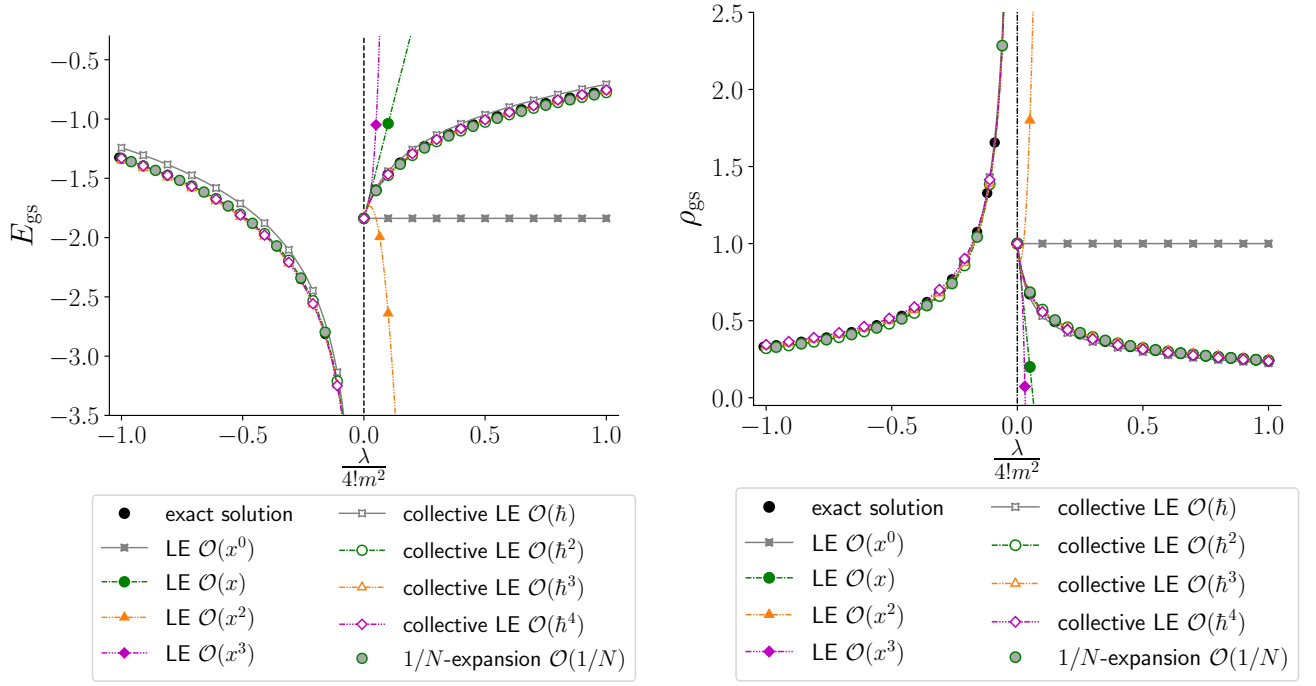 E_gs
−0.5
−1.0
−1.5
−2.0
−2.5
−3.0
−3.5
−1.0 −0.5 0.0 0.5 1.0
λ
4!m²
exact solution
LE O(x⁰)
LE O(x)
LE O(x²)
LE O(x³)
collective LE O(ħ)
collective LE O(ħ²)
collective LE O(ħ³)
collective LE O(ħ⁴)
1/N-expansion O(1/N)
ρ_gs
2.5
2.0
1.5
1.0
0.5
0.0
−1.0 −0.5 0.0 0.5 1.0
λ
4!m²
exact solution
LE O(x⁰)
LE O(x)
LE O(x²)
LE O(x³)
collective LE O(ħ)
collective LE O(ħ²)
collective LE O(ħ³)
collective LE O(ħ⁴)
1/N-expansion O(1/N)